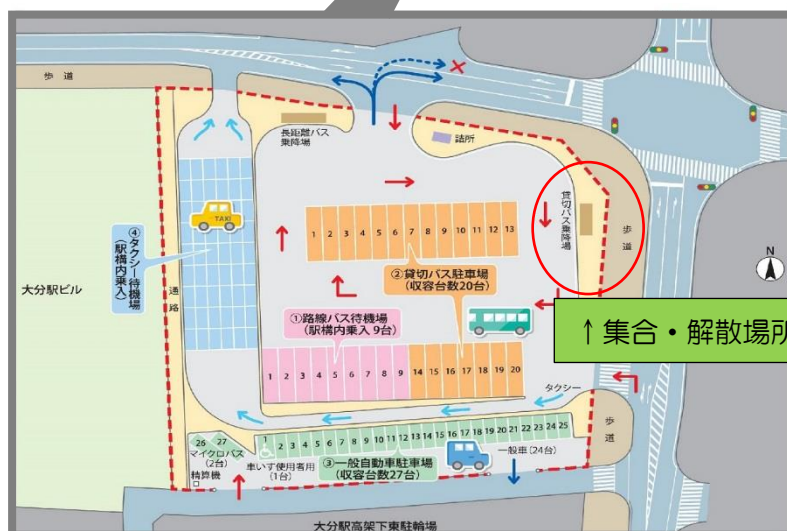 歩道
長距離バス
乗降場
詰所
貸切バス乗降場
歩道
N
④タクシー待機場
(駅構内乗入)
TAXI
通路
大分駅ビル
1 2 3 4 5 6 7 8 9 10 11 12 13
②貸切バス駐車場
(収容台数20台)
①路線バス待機場
(駅構内乗入 9台)
↑集合・解散場所
1 2 3 4 5 6 7 8 9 14 15 16 17 18 19 20
タクシー
歩道
1 2 3 4 5 6 7 8 9 10 11 12 13 14 15 16 17 18 19 20 21 22 23 24 25
26 27
マイクロバス
(2台)
精算機
車いす使用者用
(1台)
③一般自動車駐車場
(収容台数27台)
一般車(24台)
大分駅高架下東駐輪場